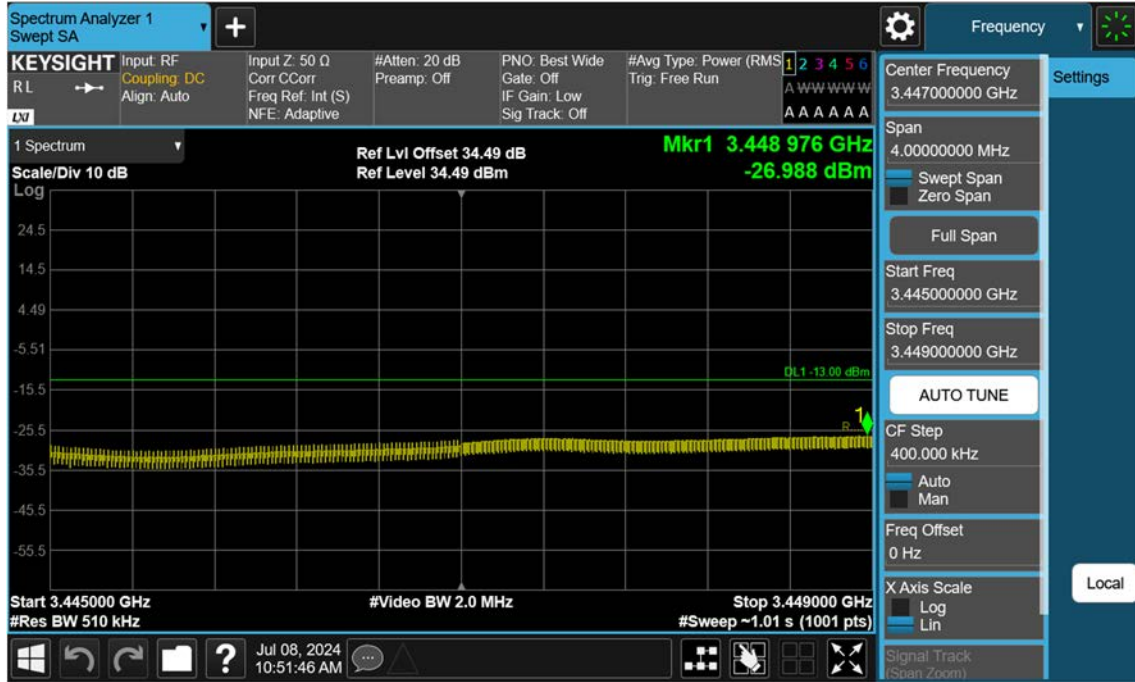 Spectrum Analyzer 1
Swept SA
Frequency
KEYSIGHT
R L
LXI
Input: RF
Coupling: DC
Align: Auto
Input Z: 50 Ω
Corr CCorr
Freq Ref: Int (S)
NFE: Adaptive
#Atten: 20 dB
Preamp: Off
PNO: Best Wide
Gate: Off
IF Gain: Low
Sig Track: Off
#Avg Type: Power (RMS
Trig: Free Run
1 2 3 4 5 6
A W W W W W
A A A A A A
1 Spectrum
Scale/Div 10 dB
Log
Ref Lvl Offset 34.49 dB
Ref Level 34.49 dBm
Mkr1 3.448 976 GHz
-26.988 dBm
24.5
14.5
4.49
-5.51
DL1 -13.00 dBm
-15.5
1
R
-25.5
-35.5
-45.5
-55.5
Start 3.445000 GHz
#Video BW 2.0 MHz
Stop 3.449000 GHz
#Res BW 510 kHz
#Sweep ~1.01 s (1001 pts)
Jul 08, 2024
10:51:46 AM
Center Frequency
3.447000000 GHz
Span
4.00000000 MHz
Swept Span
Zero Span
Full Span
Start Freq
3.445000000 GHz
Stop Freq
3.449000000 GHz
AUTO TUNE
CF Step
400.000 kHz
Auto
Man
Freq Offset
0 Hz
X Axis Scale
Log
Lin
Signal Track
(Span Zoom)
Settings
Local